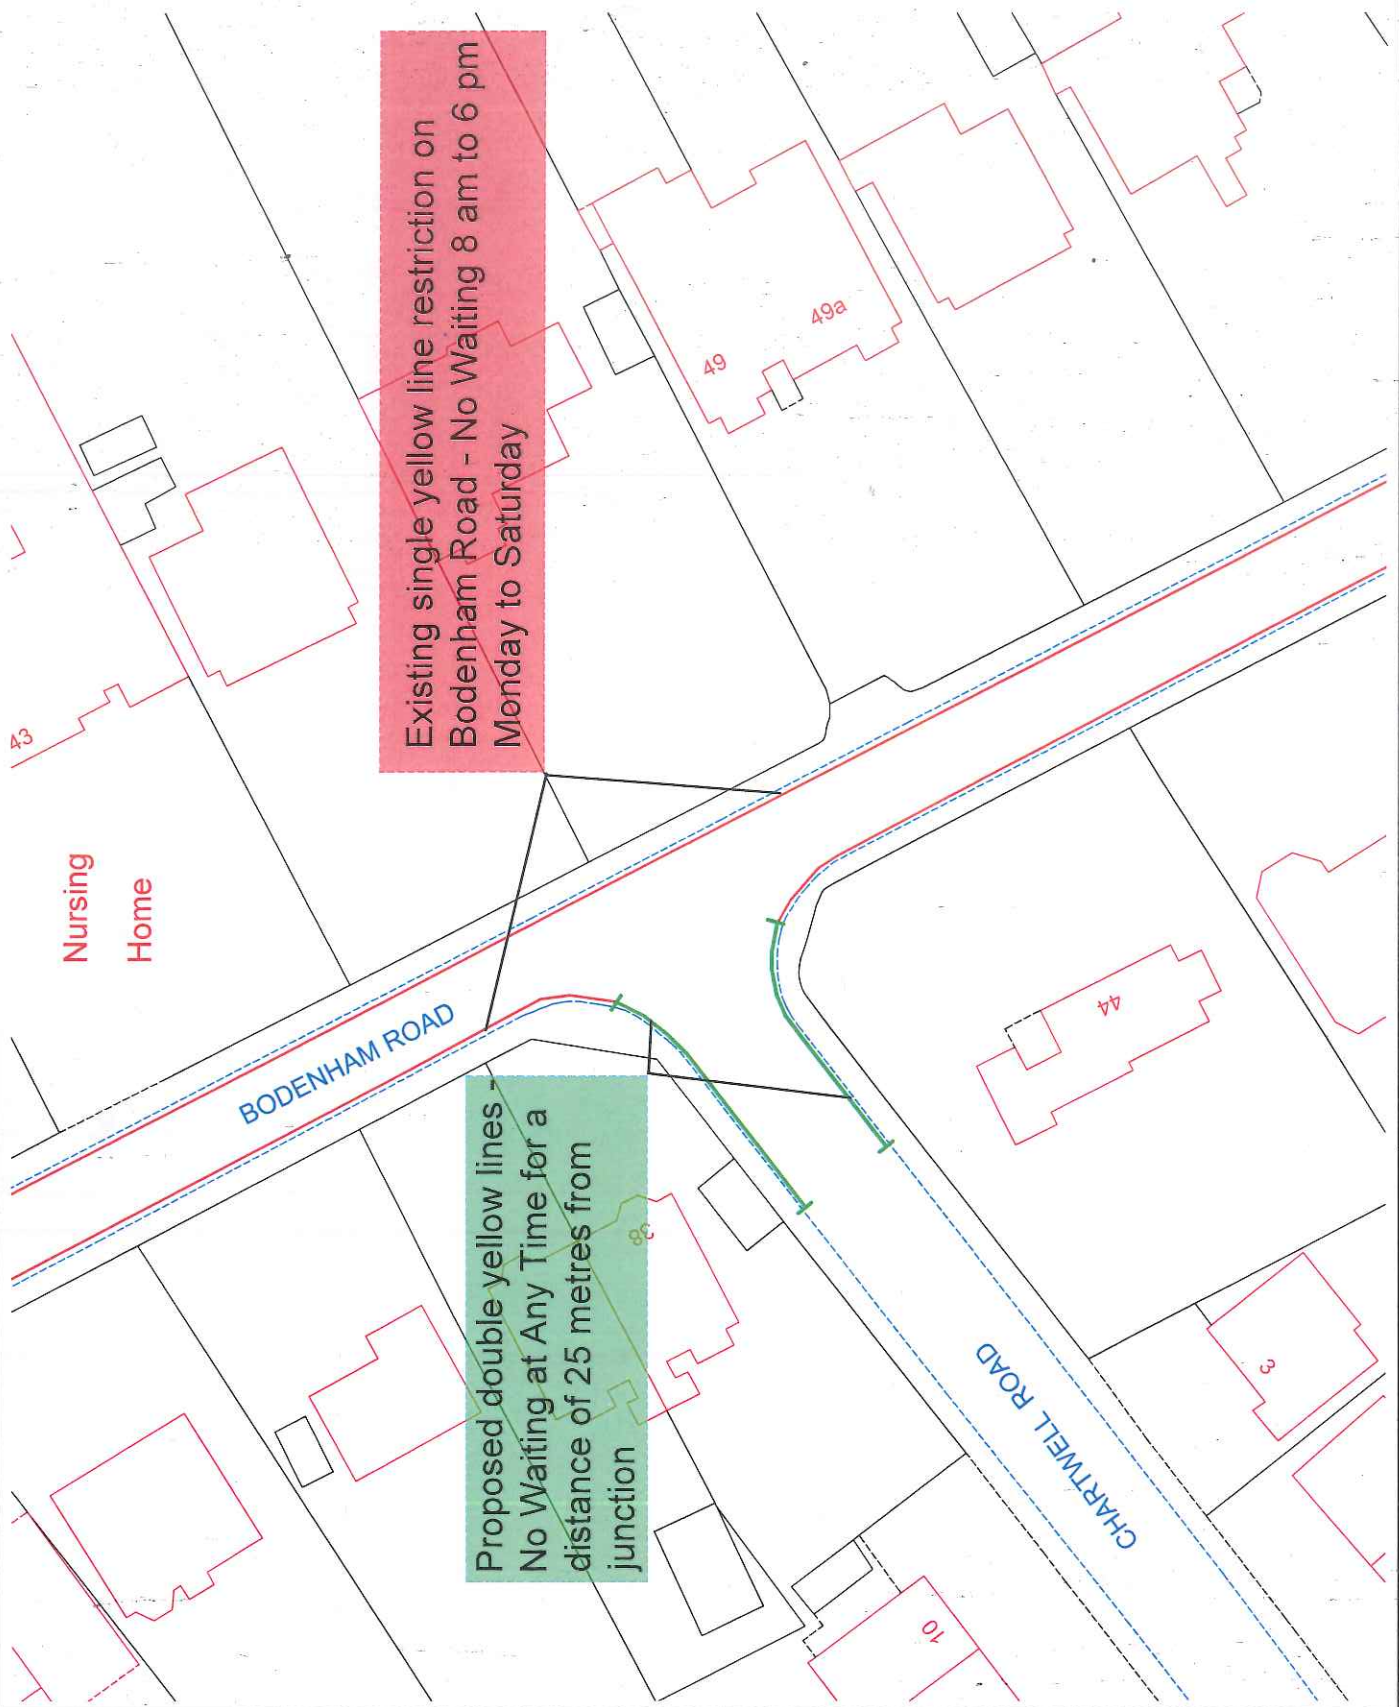 Existing single yellow line restriction on
Bodenham Road - No Waiting 8 am to 6 pm
Monday to Saturday
49a
49
43
Nursing
Home
BODENHAM ROAD
Proposed double yellow lines -
No Waiting at Any Time for a
distance of 25 metres from
junction
38
44
3
CHARTWELL ROAD
10